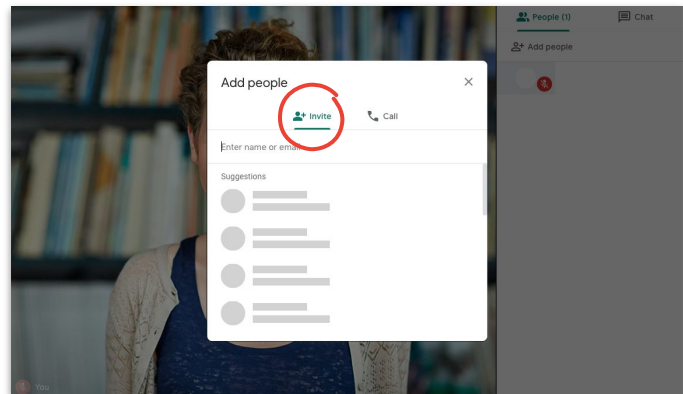 People (1)
Chat
Add people
Add people
Invite
Call
Enter name or email
Suggestions
You